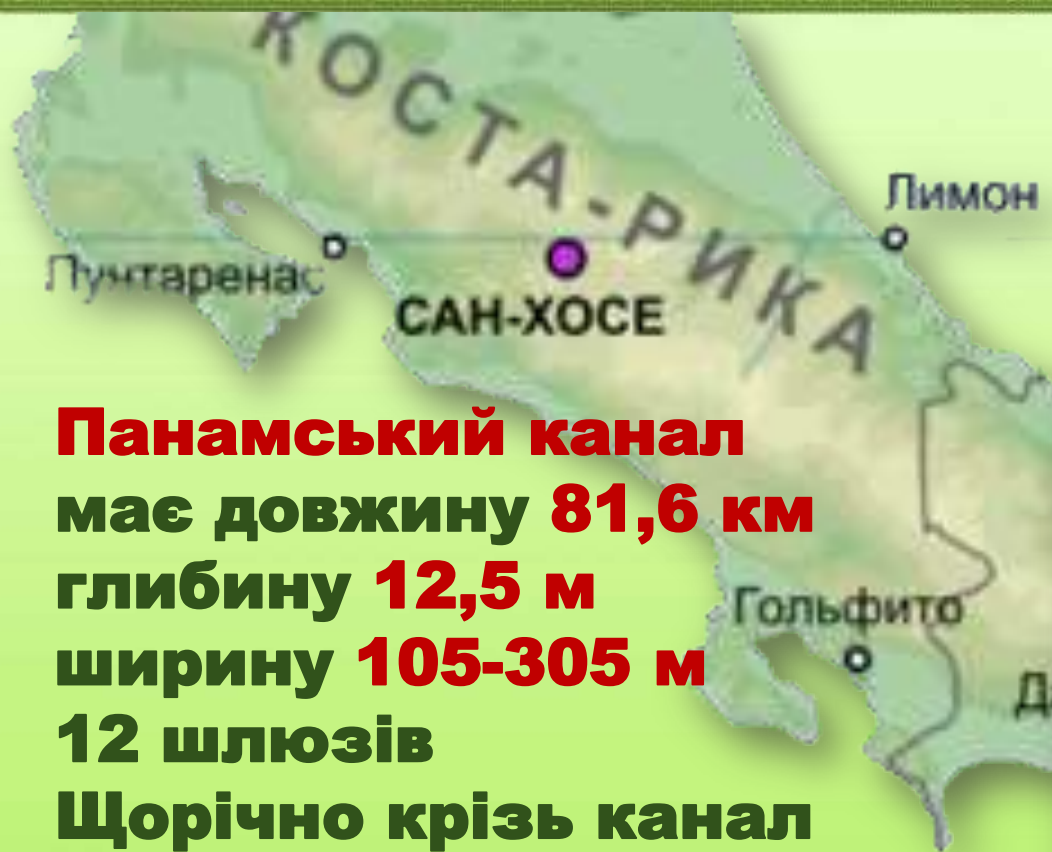 КОСТА-РИКА
Лимон
Пунтаренас
САН-ХОСЕ
Панамський канал
має довжину 81,6 км
глибину 12,5 м
Гольфито
ширину 105-305 м
12 шлюзів
Щорічно крізь канал